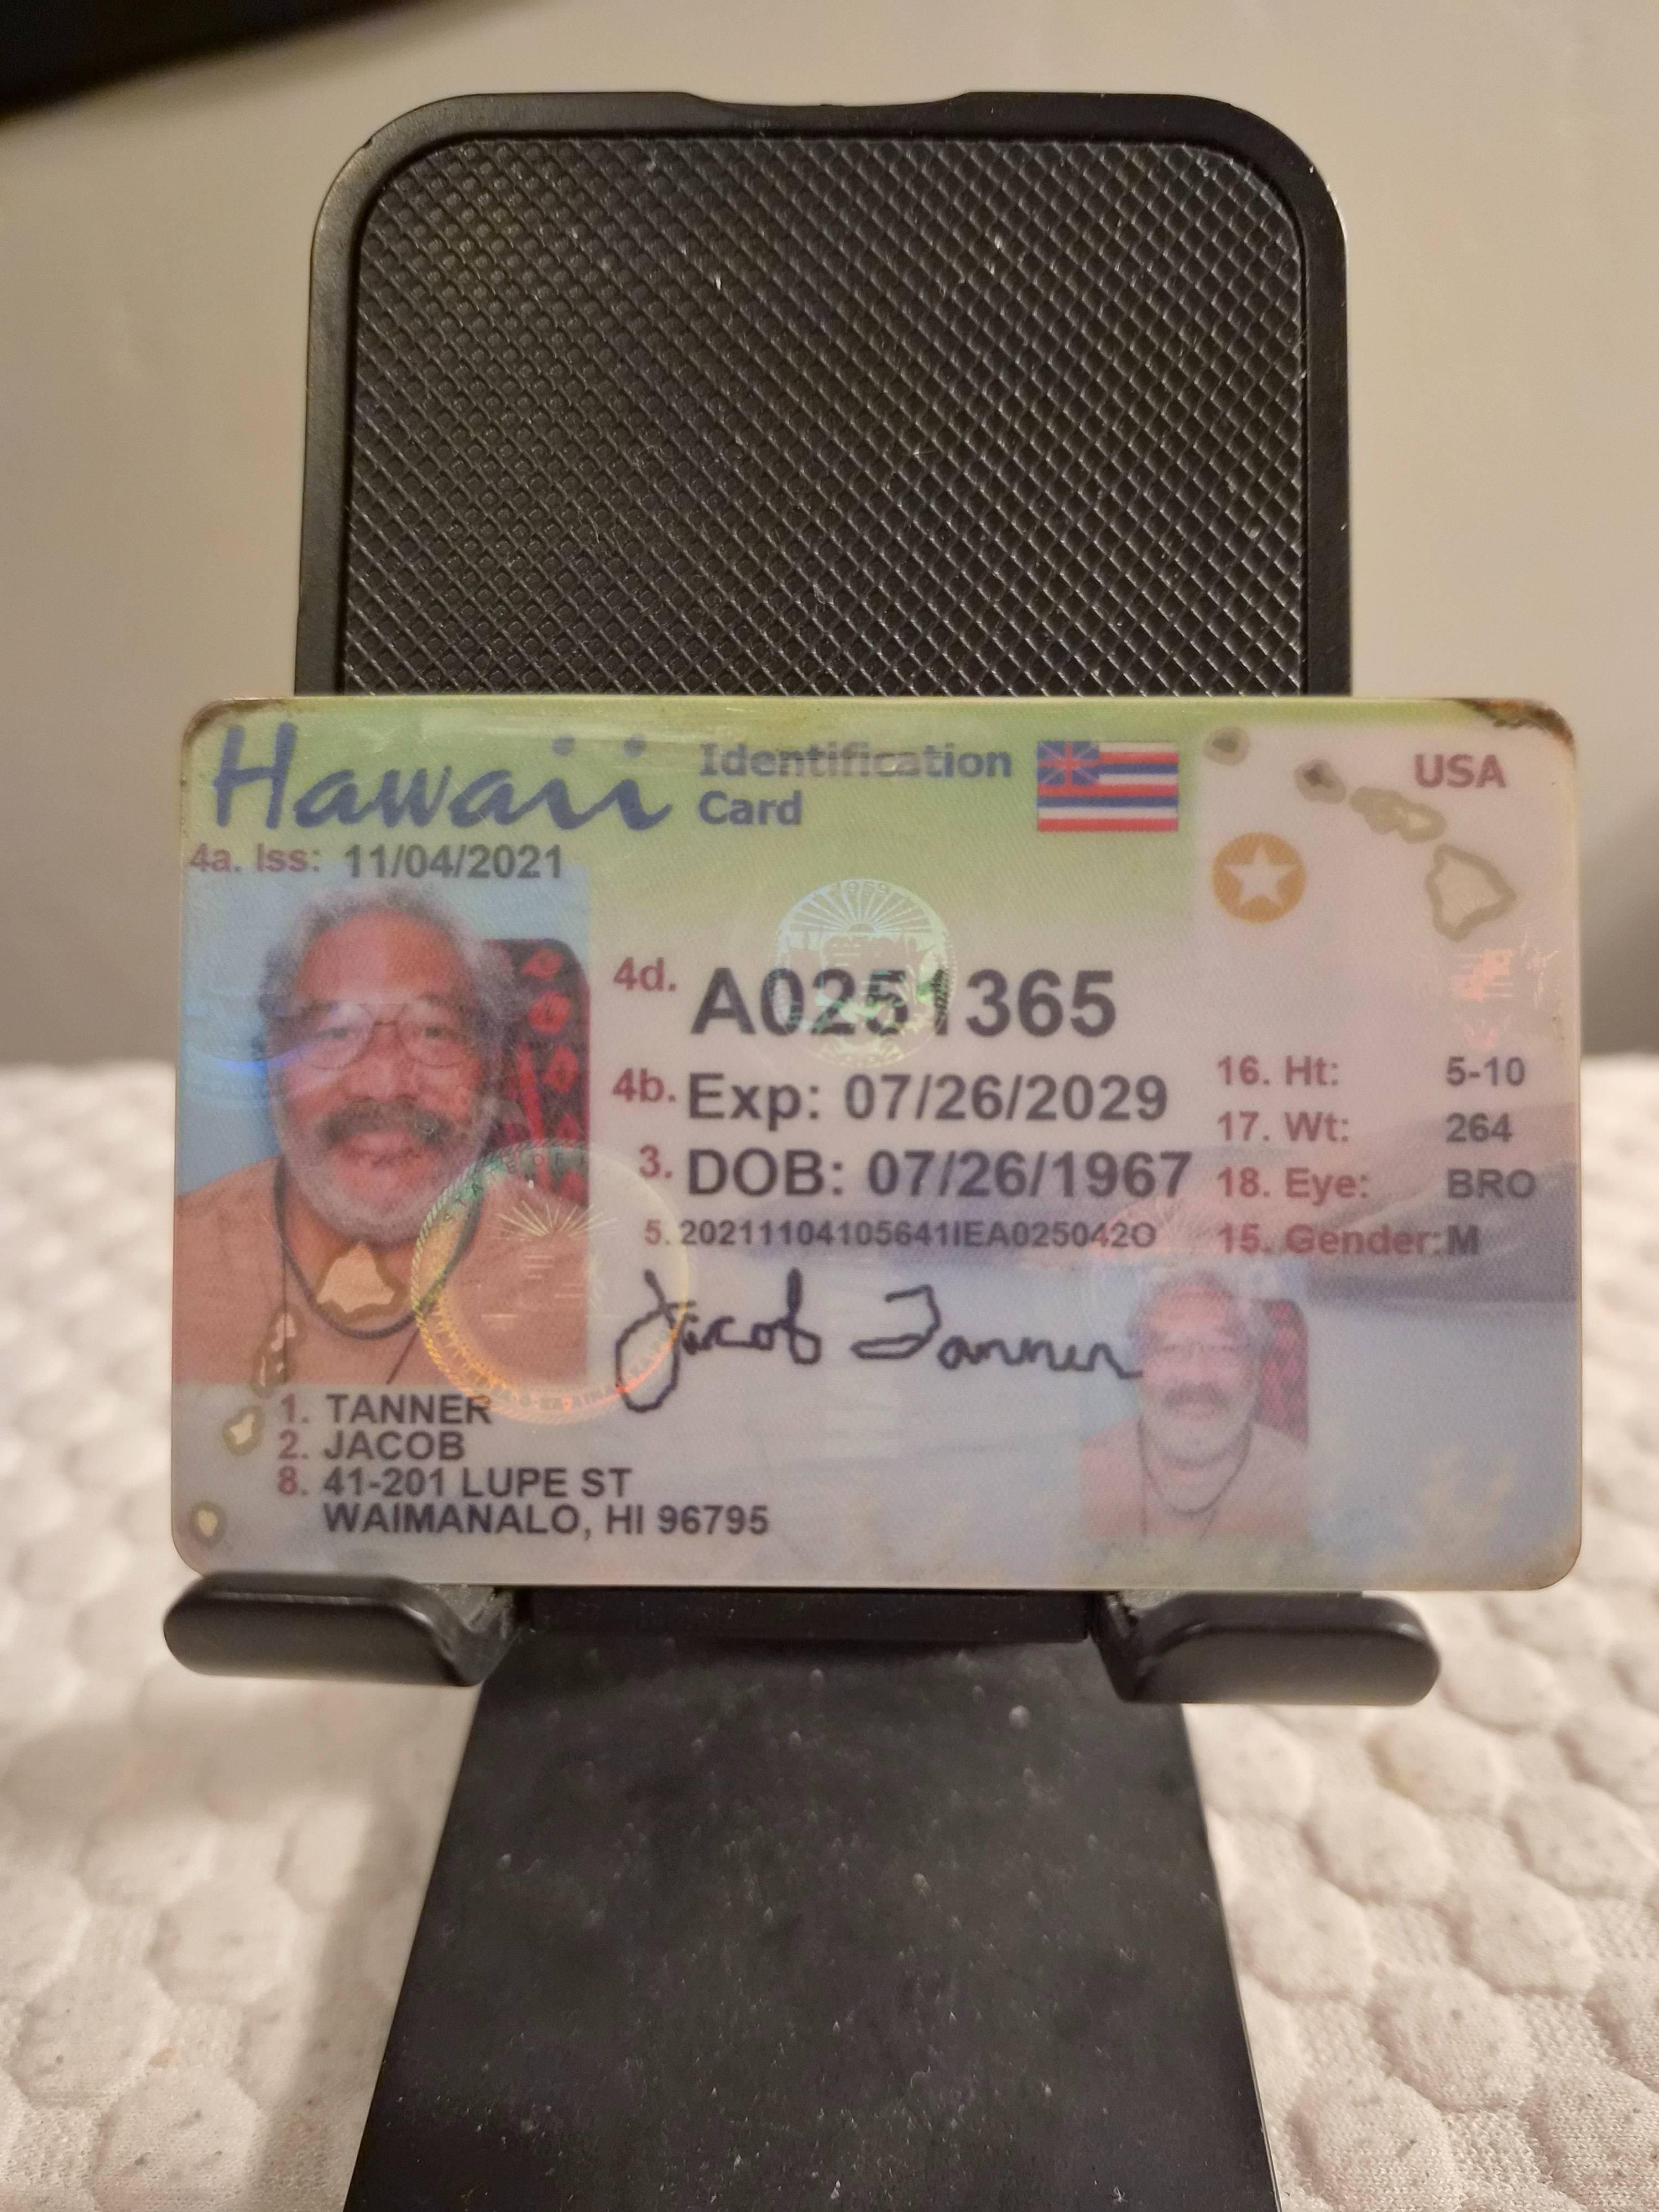 Hawaii Identification Card
USA
4a. Iss: 11/04/2021
4d. A0251365
4b. Exp: 07/26/2029
3. DOB: 07/26/1967
5. 20211104105641IEA025042O
16. Ht: 5-10
17. Wt: 264
18. Eye: BRO
15. Gender: M
Jacob Tanner
1. TANNER
2. JACOB
8. 41-201 LUPE ST
WAIMANALO, HI 96795